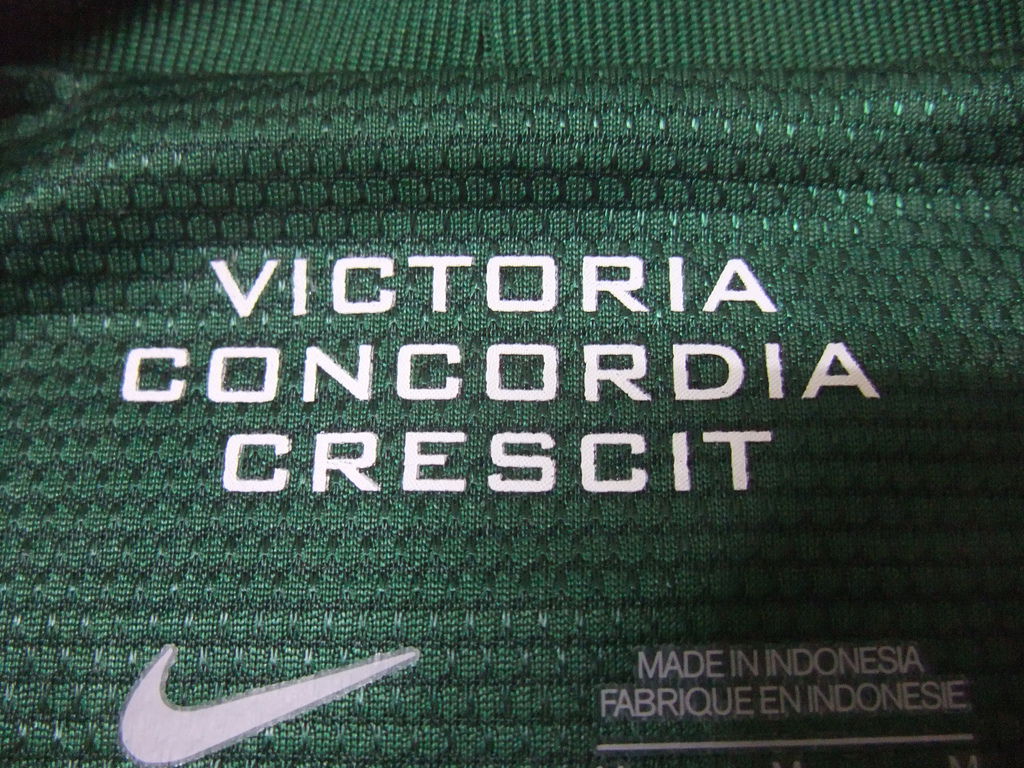 VICTORIA
CONCORDIA
CRESCIT
MADE IN INDONESIA
FABRIQUE EN INDONESIE